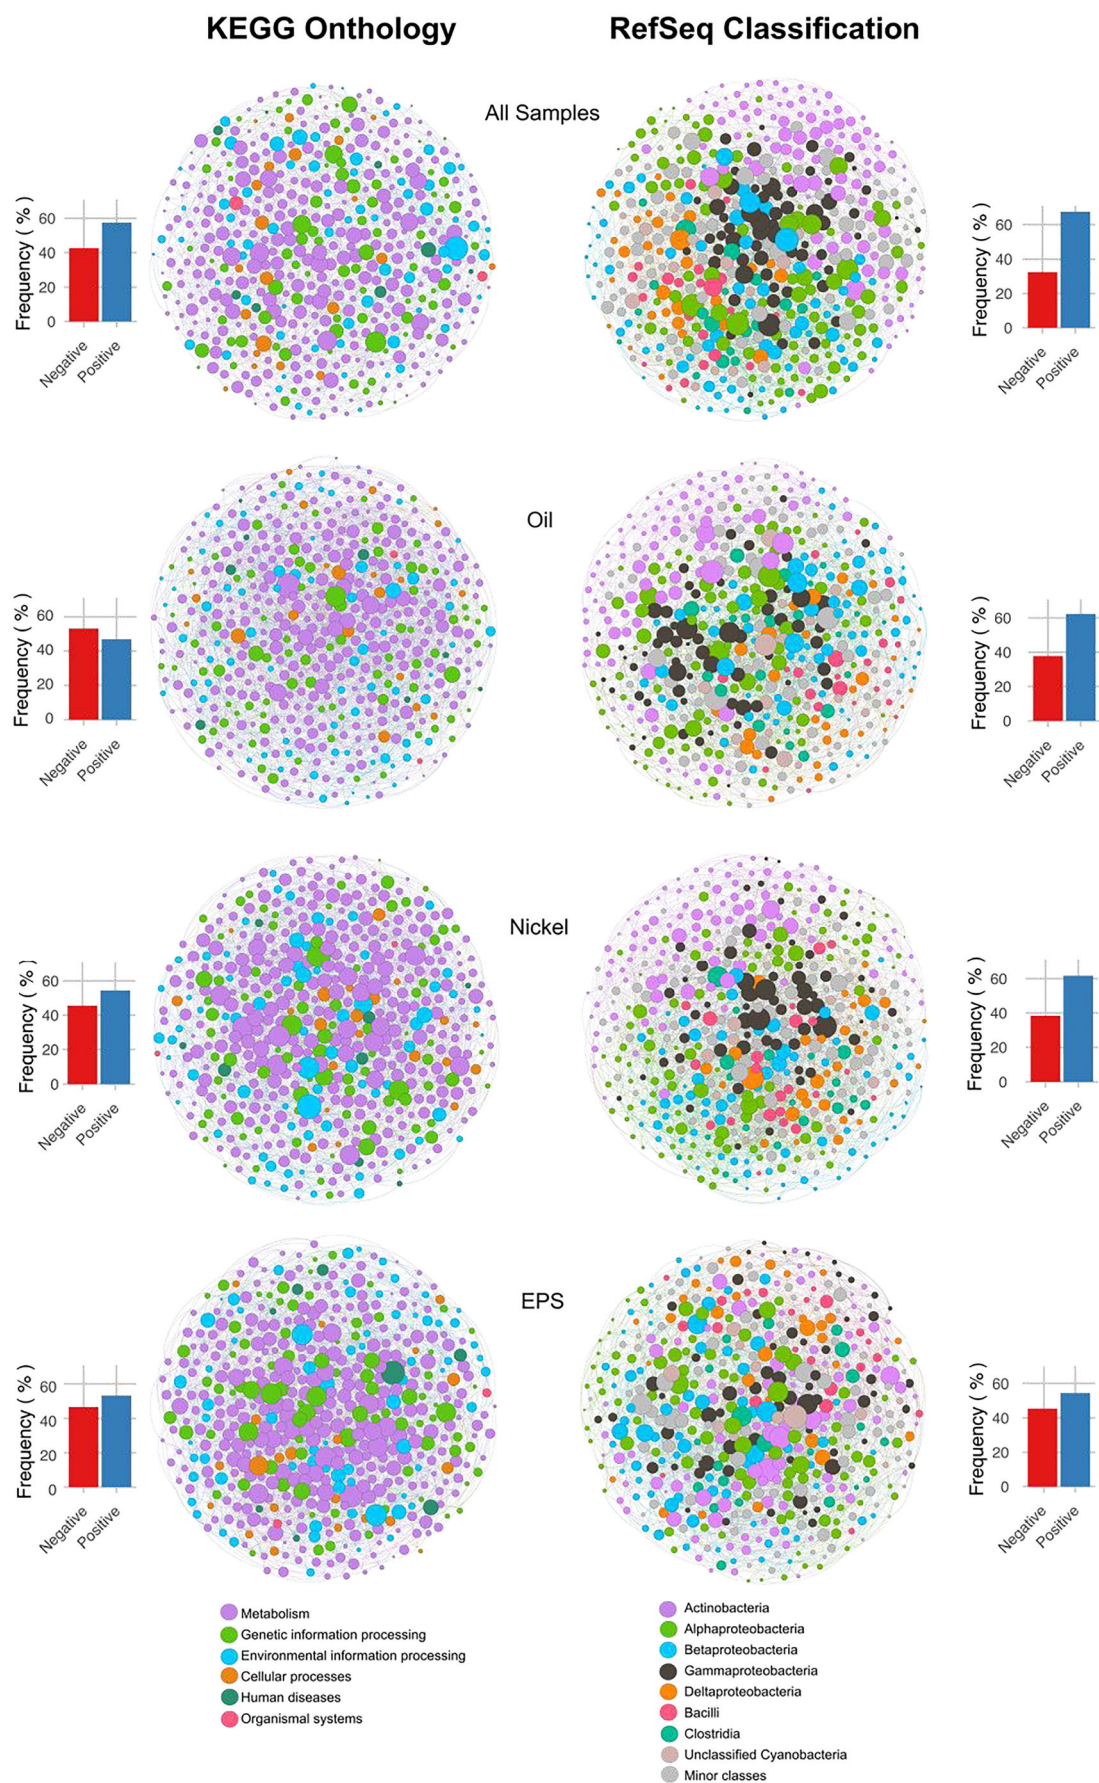 KEGG Onthology
RefSeq Classification
All Samples
Frequency ( % )
60
40
20
0
Negative
Positive
Frequency ( % )
60
40
20
0
Negative
Positive
Oil
Frequency ( % )
60
40
20
0
Negative
Positive
Frequency ( % )
60
40
20
0
Negative
Positive
Nickel
Frequency ( % )
60
40
20
0
Negative
Positive
Frequency ( % )
60
40
20
0
Negative
Positive
EPS
Frequency ( % )
60
40
20
0
Negative
Positive
Frequency ( % )
60
40
20
0
Negative
Positive
Metabolism
Genetic information processing
Environmental information processing
Cellular processes
Human diseases
Organismal systems
Actinobacteria
Alphaproteobacteria
Betaproteobacteria
Gammaproteobacteria
Deltaproteobacteria
Bacilli
Clostridia
Unclassified Cyanobacteria
Minor classes